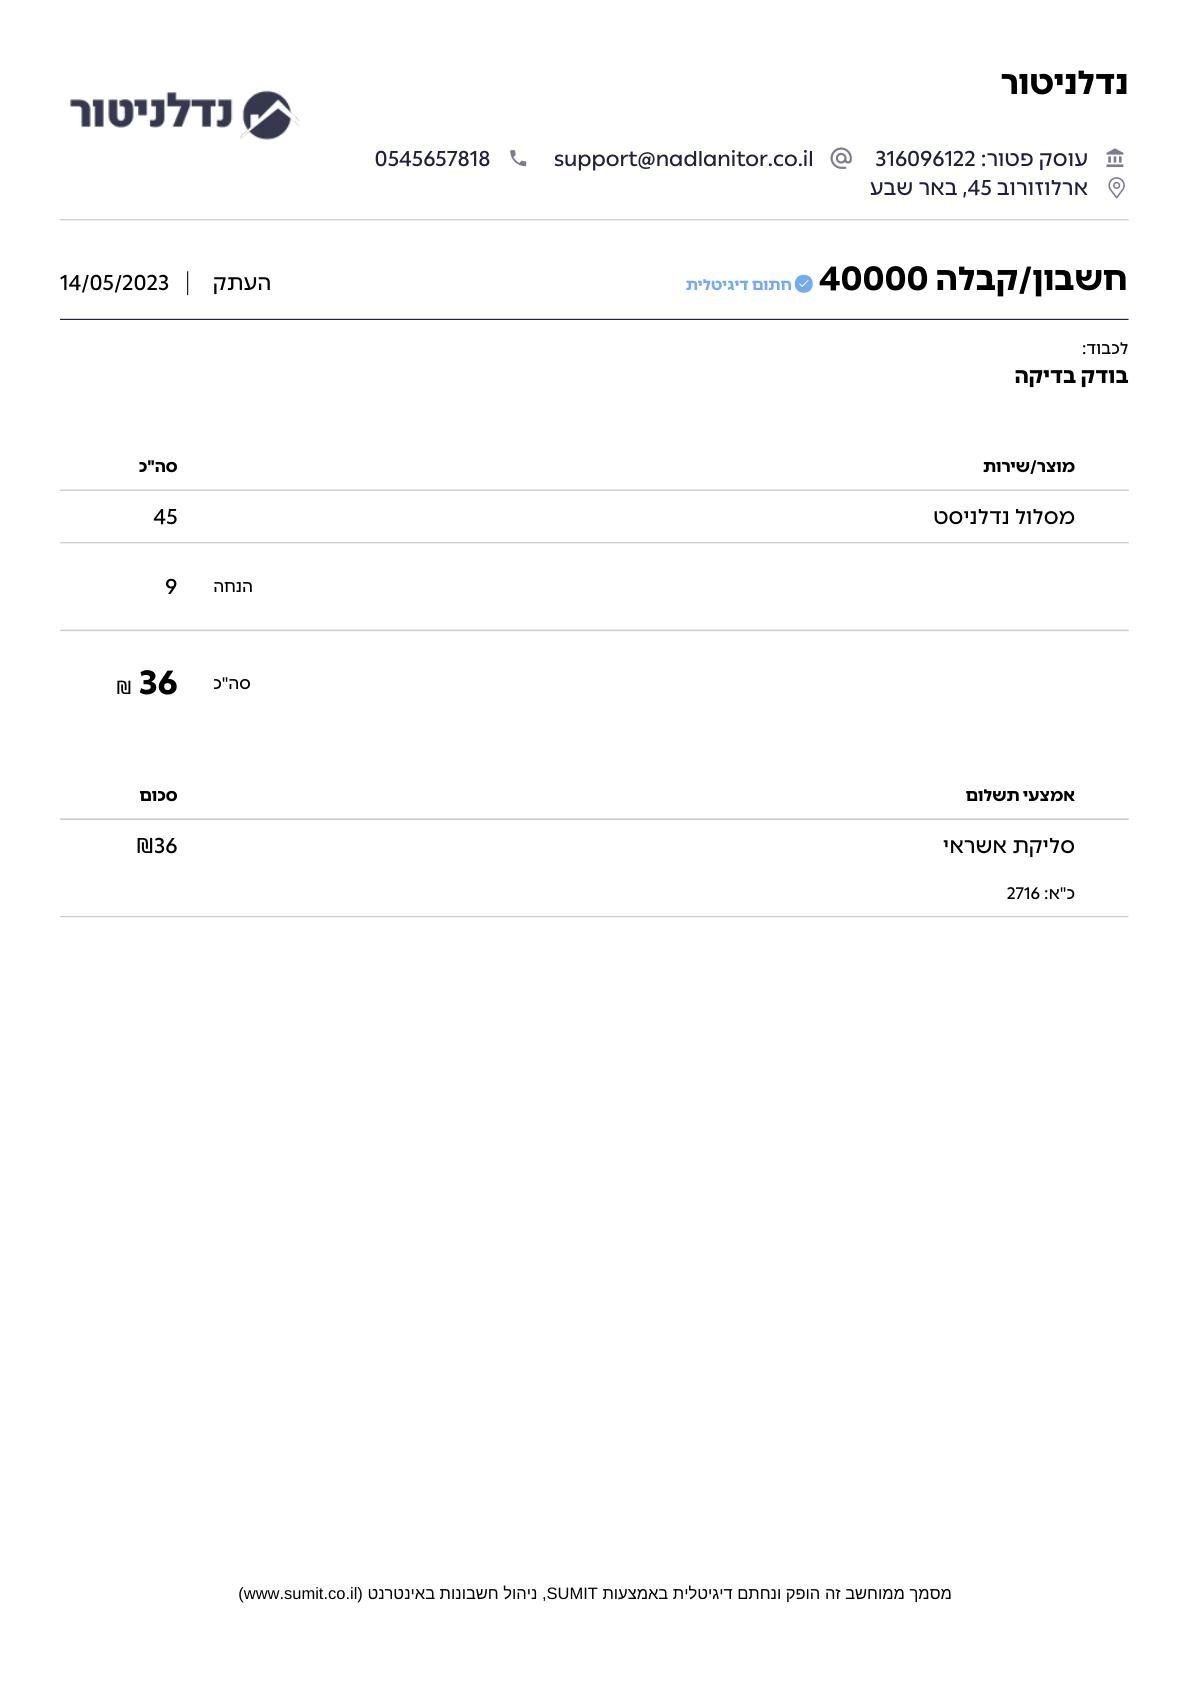 נדלניטור
נדלניטור
עוסק פטור: 316096122 support@nadlanitor.co.il 0545657818
ארלוזורוב 45, באר שבע
חשבון/קבלה 40000 חתום דיגיטלית העתק | 14/05/2023
לכבוד:
בודק בדיקה
מוצר/שירות סה"כ
מסלול נדלניסט 45
הנחה 9
סה"כ 36 ₪
אמצעי תשלום סכום
סליקת אשראי ₪36
כ"א: 2716
מסמך ממוחשב זה הופק ונחתם דיגיטלית באמצעות SUMIT, ניהול חשבונות באינטרנט (www.sumit.co.il)